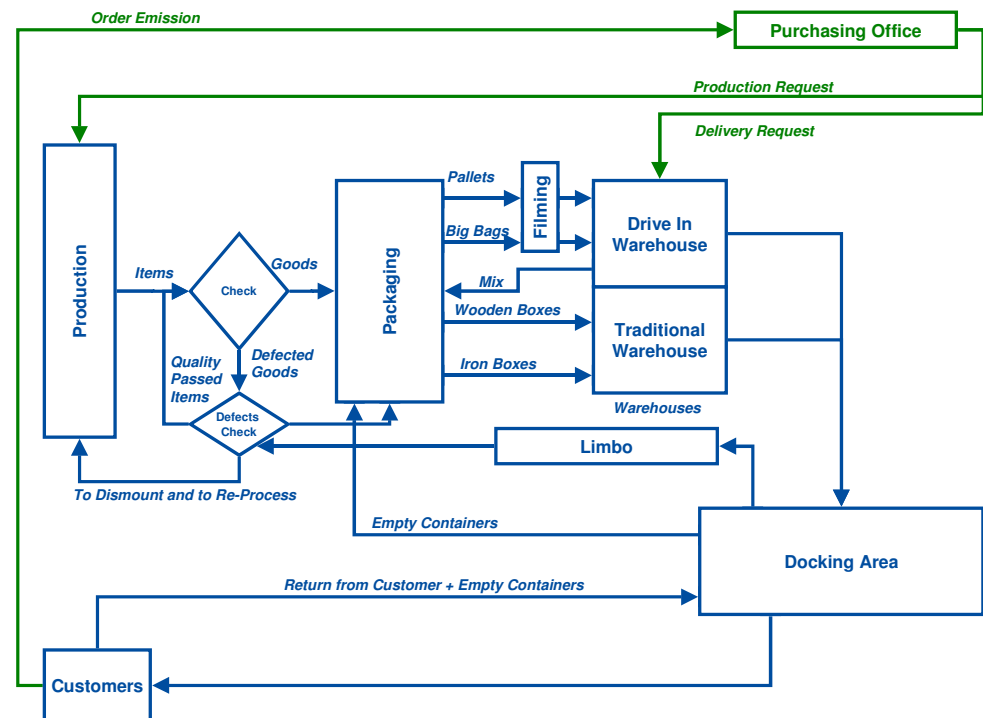 Order Emission
Purchasing Office
Production Request
Delivery Request
Production
Items
Check
Goods
Quality
Passed
Items
Defected
Goods
Defects
Check
To Dismount and to Re-Process
Packaging
Pallets
Big Bags
Filming
Mix
Wooden Boxes
Iron Boxes
Drive In
Warehouse
Traditional
Warehouse
Warehouses
Limbo
Empty Containers
Docking Area
Return from Customer + Empty Containers
Customers